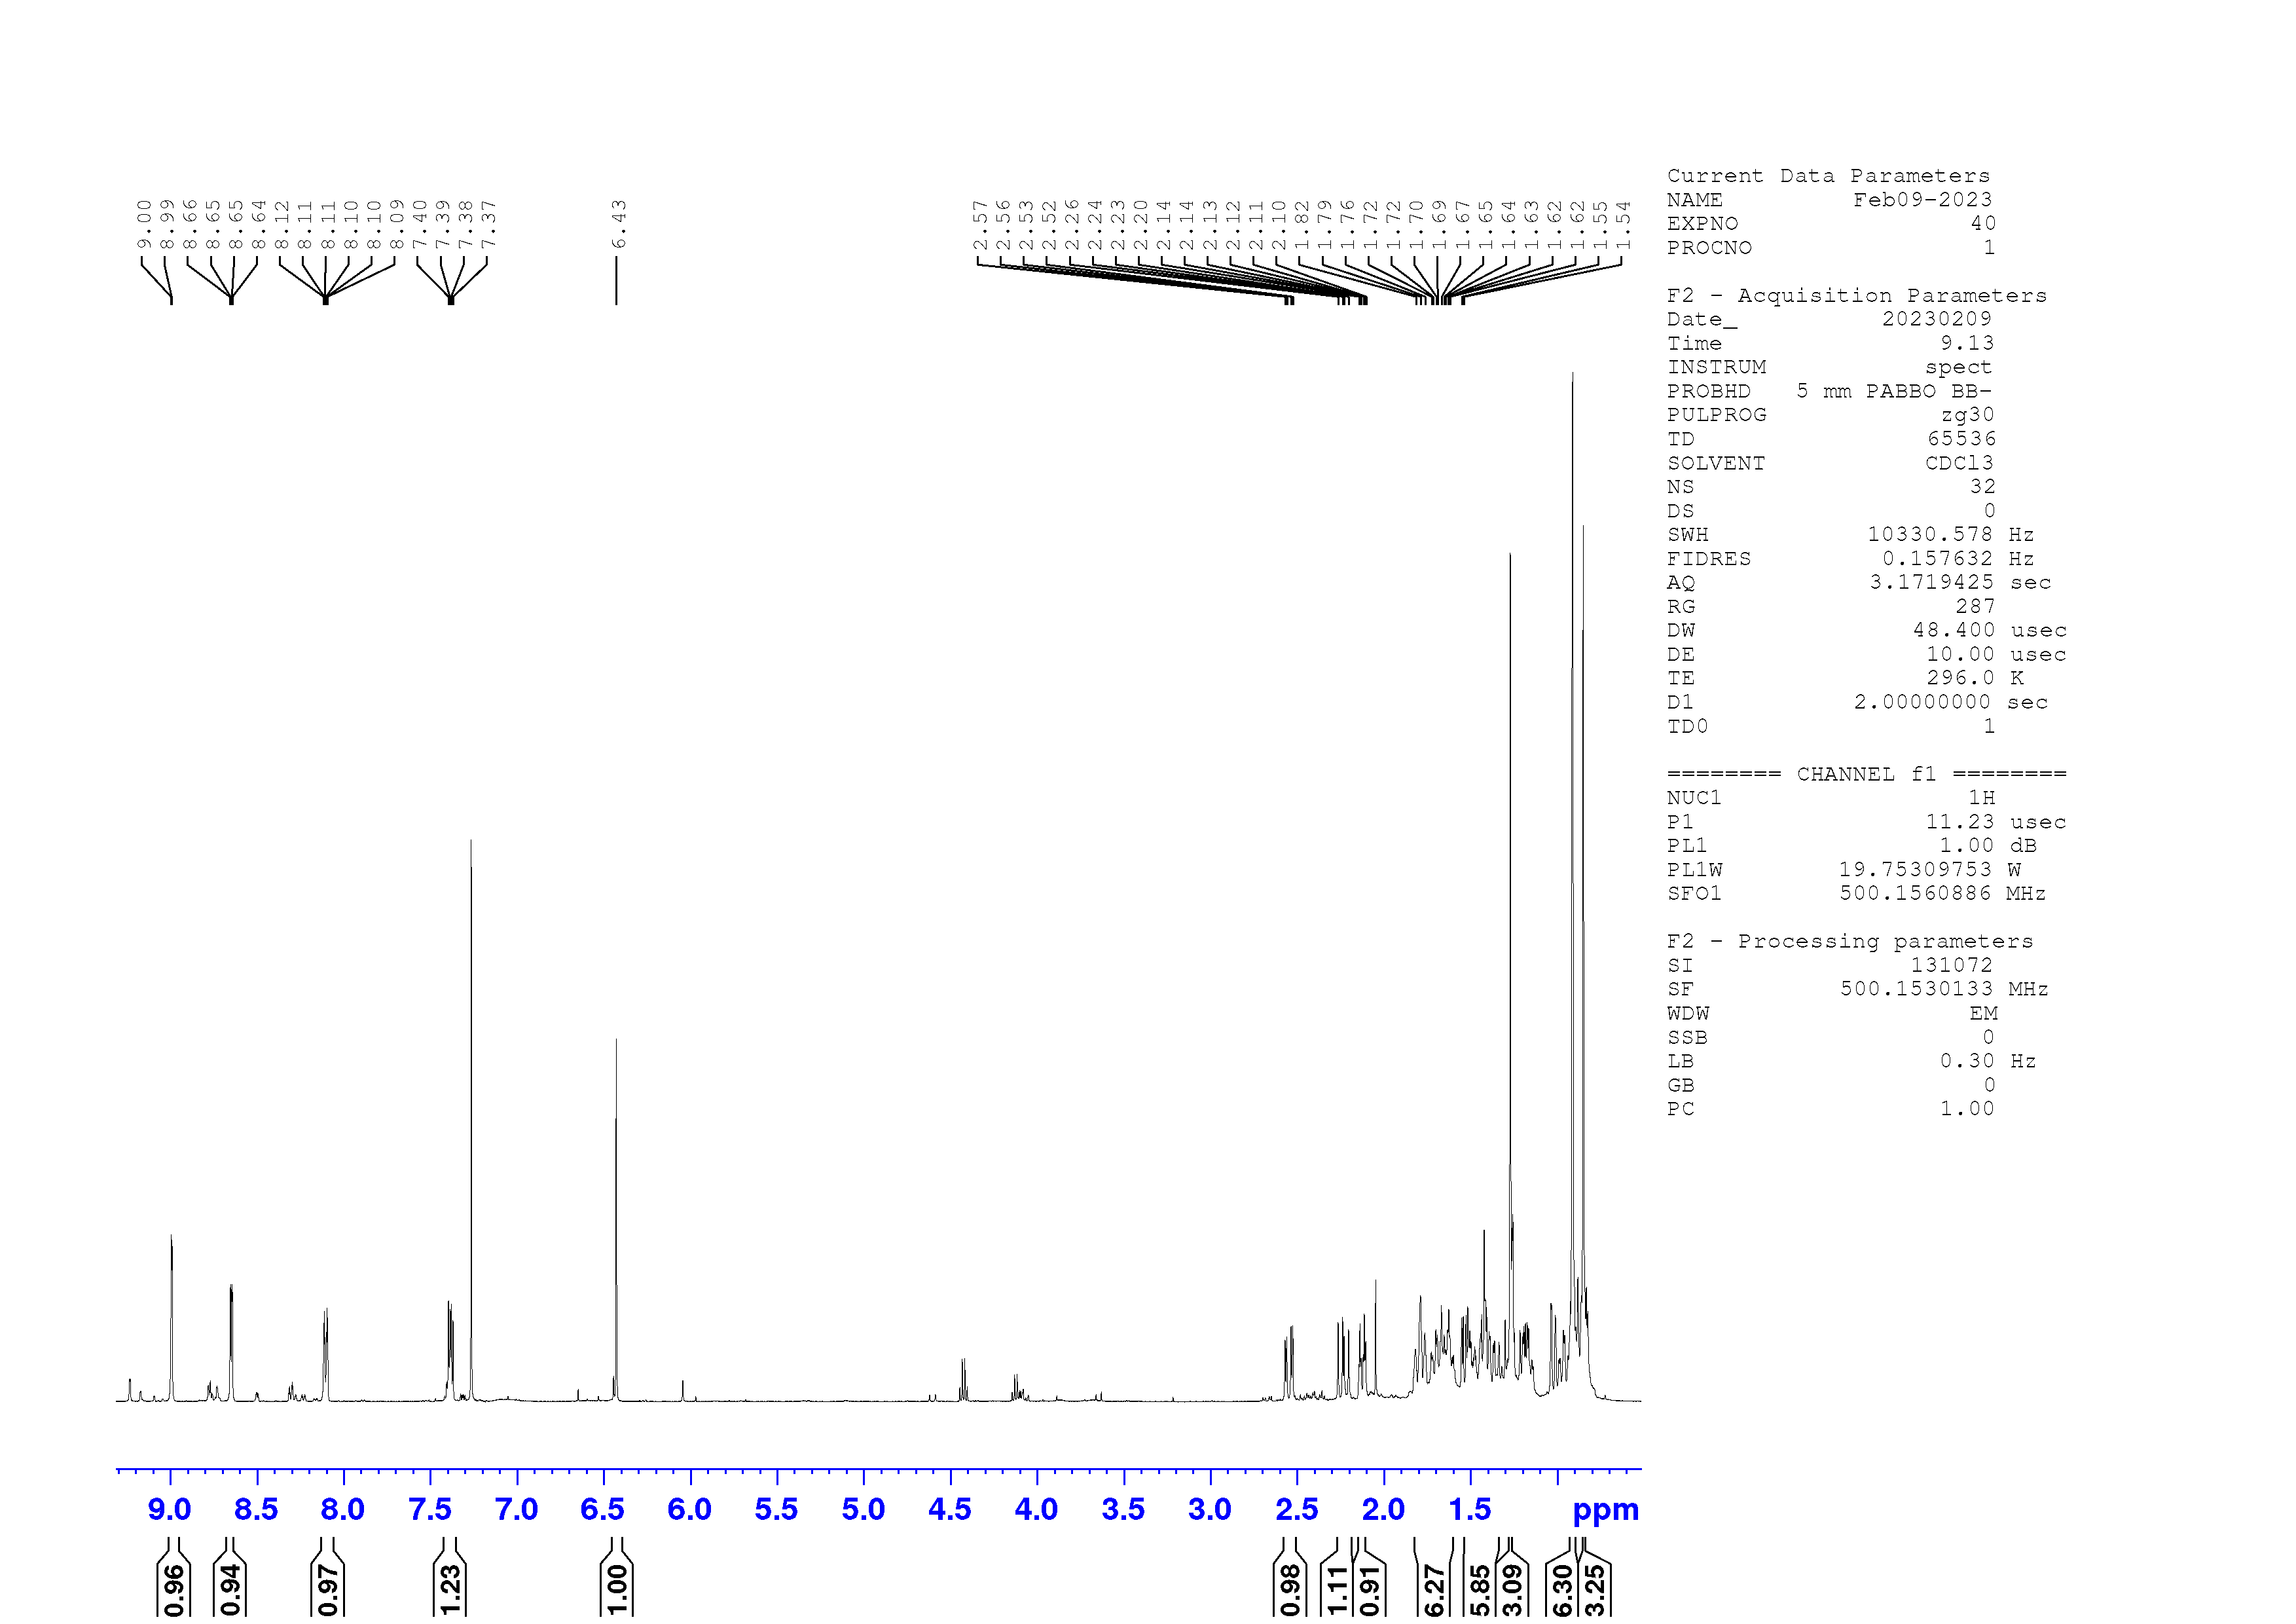 9.00 8.99 8.66 8.65 8.65 8.64 8.12 8.11 8.11 8.10 8.10 8.09 7.40 7.39 7.38 7.37 6.43 2.57 2.56 2.53 2.52 2.26 2.24 2.23 2.20 2.14 2.14 2.13 2.12 2.11 2.10 1.82 1.79 1.76 1.72 1.72 1.70 1.69 1.67 1.65 1.64 1.63 1.62 1.62 1.55 1.54
Current Data Parameters
NAME Feb09-2023
EXPNO 40
PROCNO 1
F2 - Acquisition Parameters
Date_ 20230209
Time 9.13
INSTRUM spect
PROBHD 5 mm PABBO BB-
PULPROG zg30
TD 65536
SOLVENT CDCl3
NS 32
DS 0
SWH 10330.578 Hz
FIDRES 0.157632 Hz
AQ 3.1719425 sec
RG 287
DW 48.400 usec
DE 10.00 usec
TE 296.0 K
D1 2.00000000 sec
TD0 1
======== CHANNEL f1 ========
NUC1 1H
P1 11.23 usec
PL1 1.00 dB
PL1W 19.75309753 W
SFO1 500.1560886 MHz
F2 - Processing parameters
SI 131072
SF 500.1530133 MHz
WDW EM
SSB 0
LB 0.30 Hz
GB 0
PC 1.00
9.0 8.5 8.0 7.5 7.0 6.5 6.0 5.5 5.0 4.5 4.0 3.5 3.0 2.5 2.0 1.5 ppm
0.96 0.94 0.97 1.23 1.00 0.98 1.11 0.91 6.27 5.85 3.09 6.30 3.25